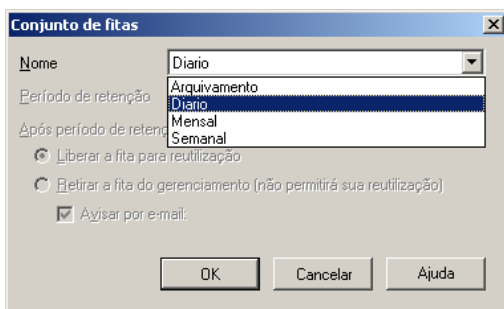 Conjunto de fitas
Nome
Diario
Arquivamento
Diario
Mensal
Semanal
Período de retenção
Após período de retenç
Liberar a fita para reutilização
Retirar a fita do gerenciamento (não permitirá sua reutilização)
Avisar por e-mail:
OK
Cancelar
Ajuda